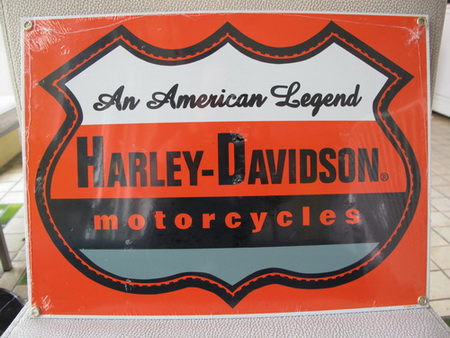 An American Legend
HARLEY-DAVIDSON®
motorcycles